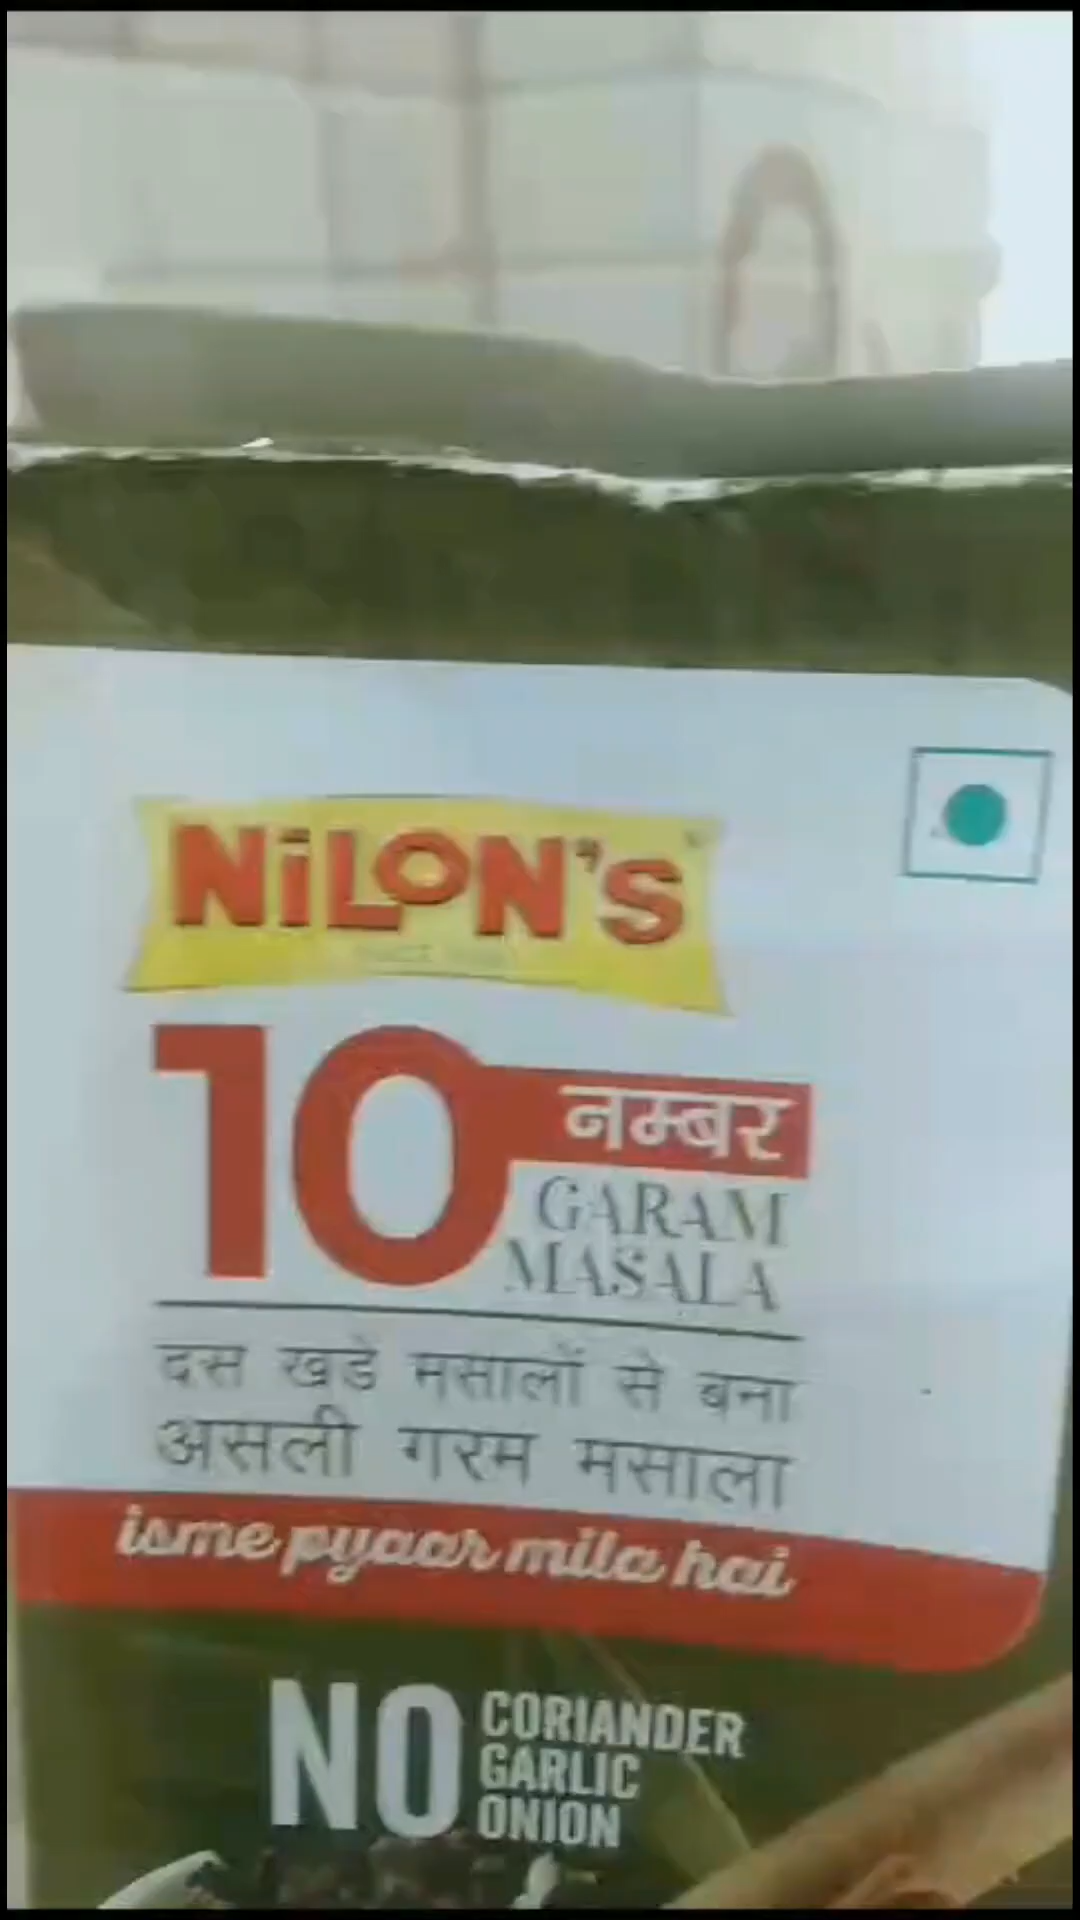 NiLON'S
10 नम्बर
GARAM
MASALA
दस खडे मसालों से बना
असली गरम मसाला
isme pyaar mila hai
NO CORIANDER
GARLIC
ONION